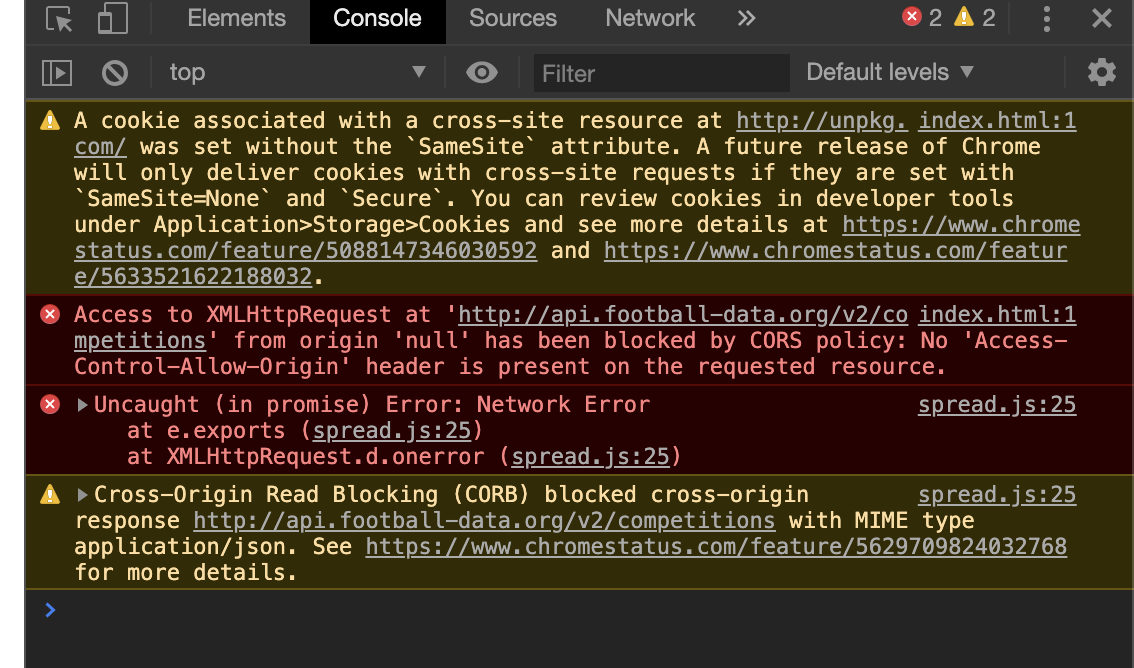 Elements Console Sources Network » 2 2
top Filter Default levels
A cookie associated with a cross-site resource at http://unpkg. index.html:1
com/ was set without the `SameSite` attribute. A future release of Chrome
will only deliver cookies with cross-site requests if they are set with
`SameSite=None` and `Secure`. You can review cookies in developer tools
under Application>Storage>Cookies and see more details at https://www.chrome
status.com/feature/5088147346030592 and https://www.chromestatus.com/featur
e/5633521622188032.
Access to XMLHttpRequest at 'http://api.football-data.org/v2/co index.html:1
mpetitions' from origin 'null' has been blocked by CORS policy: No 'Access-
Control-Allow-Origin' header is present on the requested resource.
Uncaught (in promise) Error: Network Error spread.js:25
at e.exports (spread.js:25)
at XMLHttpRequest.d.onerror (spread.js:25)
Cross-Origin Read Blocking (CORB) blocked cross-origin spread.js:25
response http://api.football-data.org/v2/competitions with MIME type
application/json. See https://www.chromestatus.com/feature/5629709824032768
for more details.